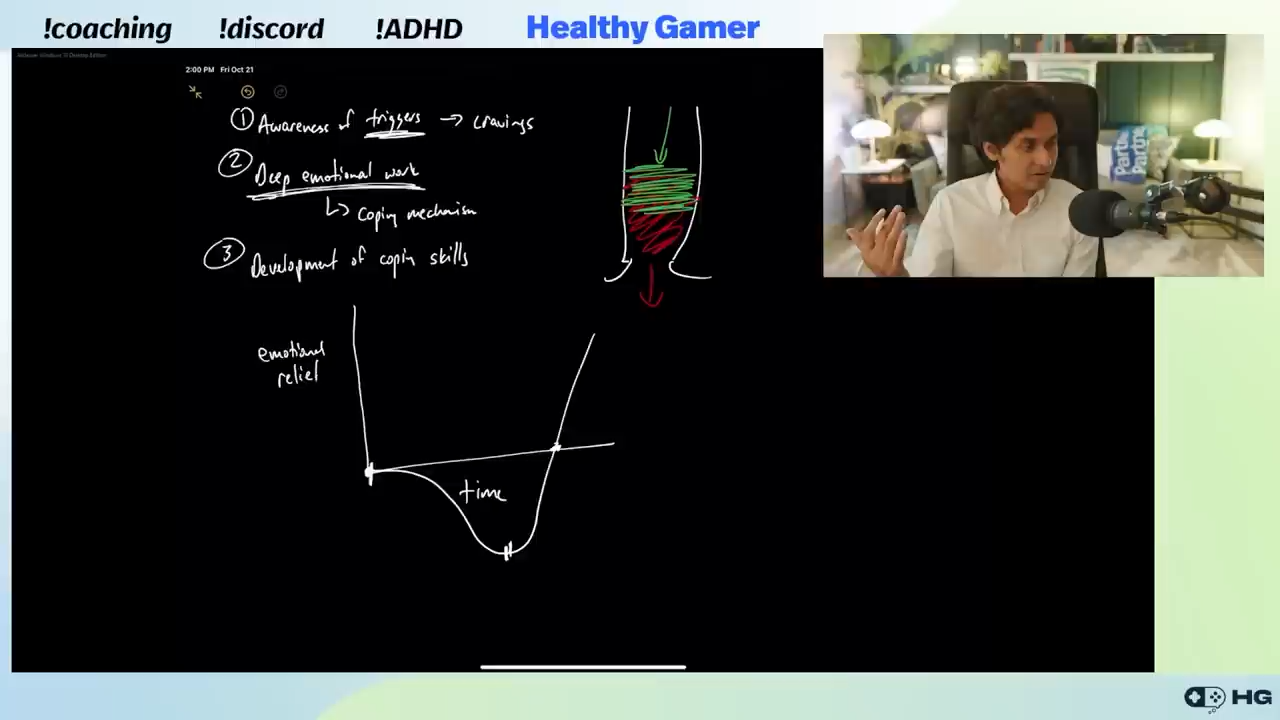 !coaching !discord !ADHD Healthy Gamer
2:00 PM Fri Oct 21
① Awareness of triggers → cravings
② Deep emotional work
↳ Coping mechanism
③ Development of copin skills
emotional
relief
time
HG